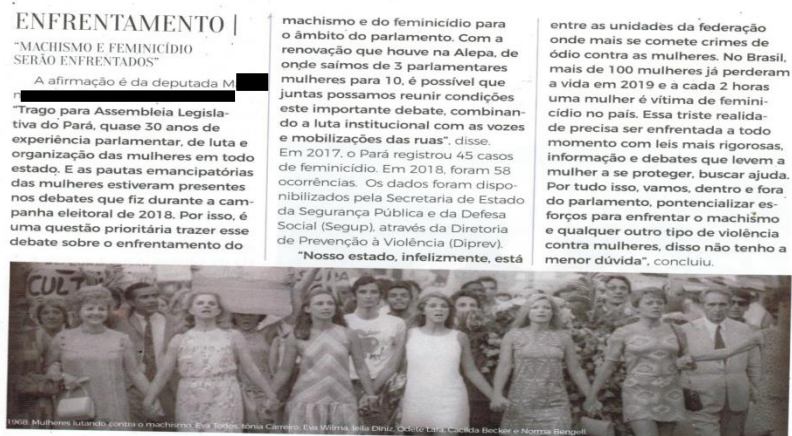 ENFRENTAMENTO |
"MACHISMO E FEMINICÍDIO
SERÃO ENFRENTADOS"
A afirmação é da deputada M
"Trago para Assembleia Legisla-
tiva do Pará, quase 30 anos de
experiência parlamentar, de luta e
organização das mulheres em todo
estado. E as pautas emancipatórias
das mulheres estiveram presentes
nos debates que fiz durante a cam-
panha eleitoral de 2018. Por isso, é
uma questão prioritária trazer esse
debate sobre o enfrentamento do
machismo e do feminicídio para
o âmbito do parlamento. Com a
renovação que houve na Alepa, de
onde saímos de 3 parlamentares
mulheres para 10, é possível que
juntas possamos reunir condições
este importante debate, combinan-
do a luta institucional com as vozes
e mobilizações das ruas", disse.
Em 2017, o Pará registrou 45 casos
de feminicídio. Em 2018, foram 58
ocorrências. Os dados foram dispo-
nibilizados pela Secretaria de Estado
da Segurança Pública e da Defesa
Social (Segup), através da Diretoria
de Prevenção à Violência (Diprev).
"Nosso estado, infelizmente, está
entre as unidades da federação
onde mais se comete crimes de
ódio contra as mulheres. No Brasil,
mais de 100 mulheres já perderam
a vida em 2019 e a cada 2 horas
uma mulher é vítima de femini-
cídio no país. Essa triste realida-
de precisa ser enfrentada a todo
momento com leis mais rigorosas,
informação e debates que levem a
mulher a se proteger, buscar ajuda.
Por tudo isso, vamos, dentro e fora
do parlamento, pontencializar es-
forços para enfrentar o machismo
e qualquer outro tipo de violência
contra mulheres, disso não tenho a
menor dúvida", concluiu.
CULT
1968: Mulheres lutando contra o machismo, Eva Todos, Tônia Carreiro, Eva Wilma, leila Diniz, Odete Lara, Cacilda Becker e Norma Bengell